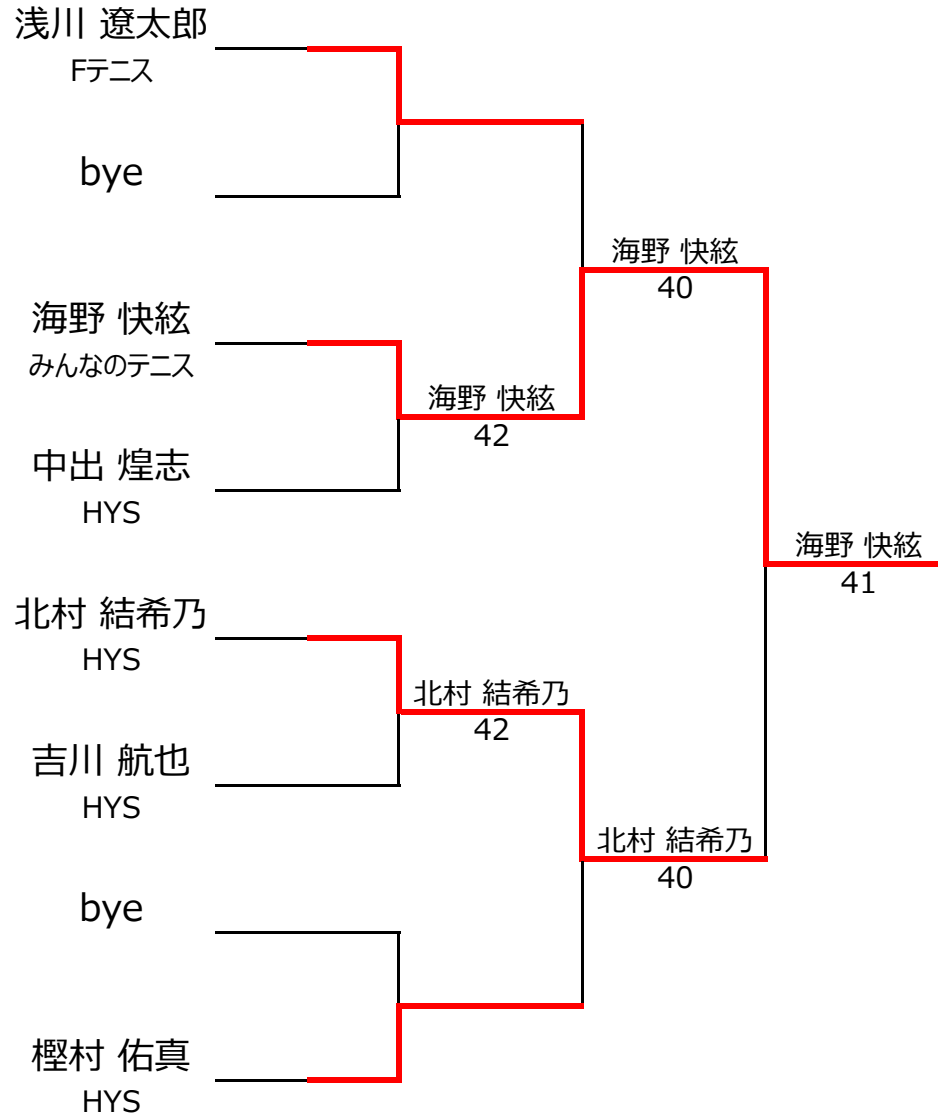 浅川 遼太郎
Fテニス
bye
海野 快絃
40
海野 快絃
みんなのテニス
海野 快絃
42
中出 煌志
HYS
海野 快絃
41
北村 結希乃
HYS
北村 結希乃
42
吉川 航也
HYS
北村 結希乃
40
bye
樫村 佑真
HYS